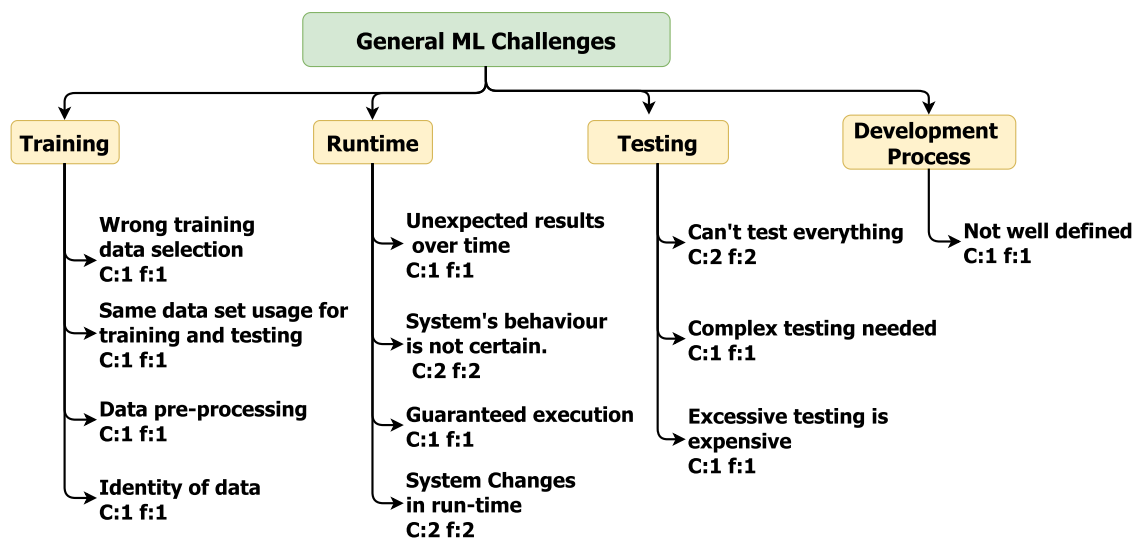 General ML Challenges
Training
Wrong training
data selection
C:1 f:1
Same data set usage for
training and testing
C:1 f:1
Data pre-processing
C:1 f:1
Identity of data
C:1 f:1
Runtime
Unexpected results
over time
C:1 f:1
System's behaviour
is not certain.
C:2 f:2
Guaranteed execution
C:1 f:1
System Changes
in run-time
C:2 f:2
Testing
Can't test everything
C:2 f:2
Complex testing needed
C:1 f:1
Excessive testing is
expensive
C:1 f:1
Development
Process
Not well defined
C:1 f:1